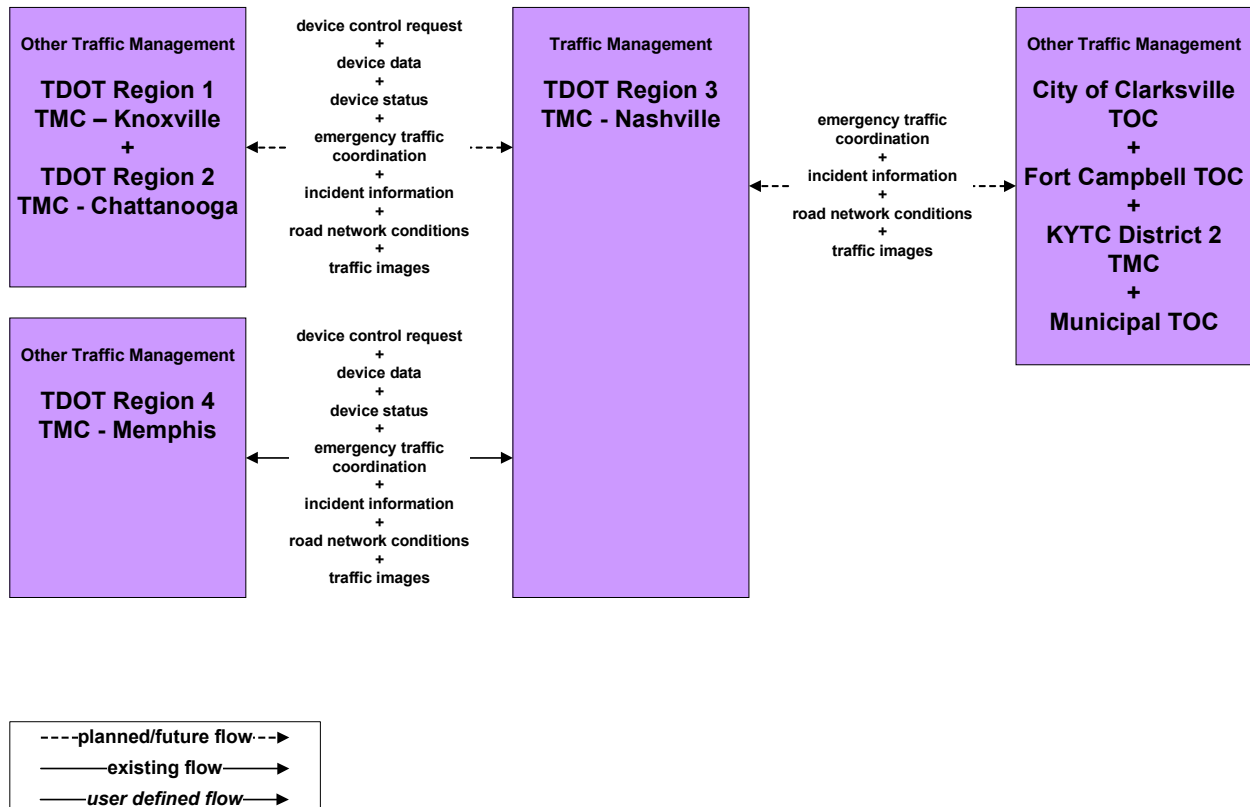 Other Traffic Management
TDOT Region 1
TMC – Knoxville
+
TDOT Region 2
TMC - Chattanooga
device control request
+
device data
+
device status
+
emergency traffic
coordination
+
incident information
+
road network conditions
+
traffic images
Traffic Management
TDOT Region 3
TMC - Nashville
emergency traffic
coordination
+
incident information
+
road network conditions
+
traffic images
Other Traffic Management
City of Clarksville
TOC
+
Fort Campbell TOC
+
KYTC District 2
TMC
+
Municipal TOC
Other Traffic Management
TDOT Region 4
TMC - Memphis
device control request
+
device data
+
device status
+
emergency traffic
coordination
+
incident information
+
road network conditions
+
traffic images
planned/future flow
existing flow
user defined flow